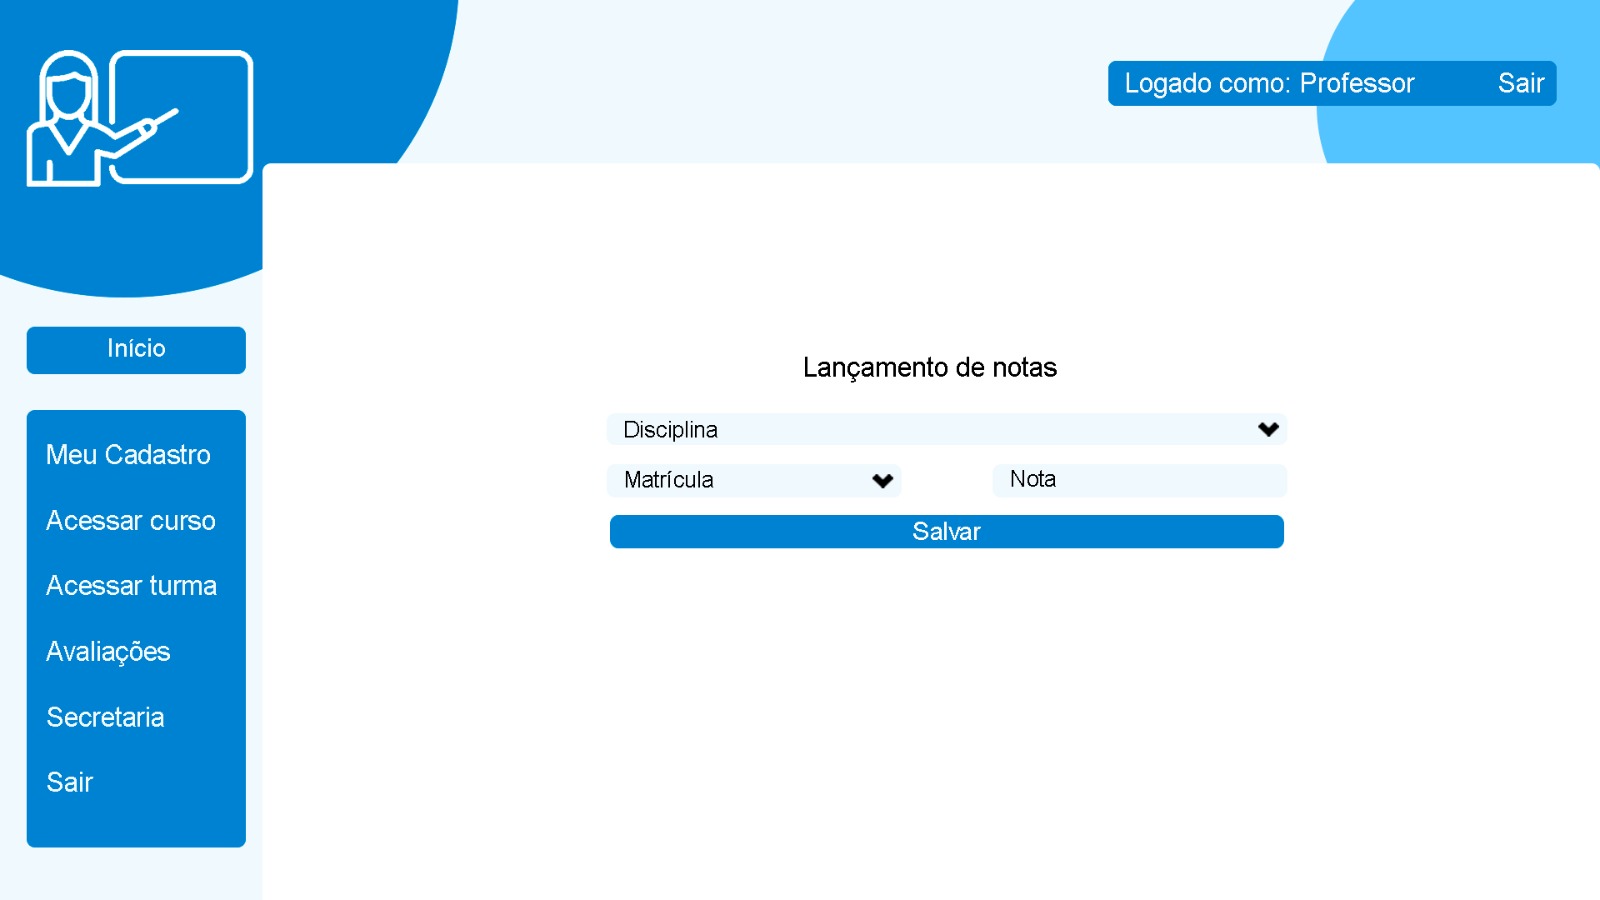 Logado como: Professor Sair
Início
Meu Cadastro
Acessar curso
Acessar turma
Avaliações
Secretaria
Sair
Lançamento de notas
Disciplina
Matrícula Nota
Salvar